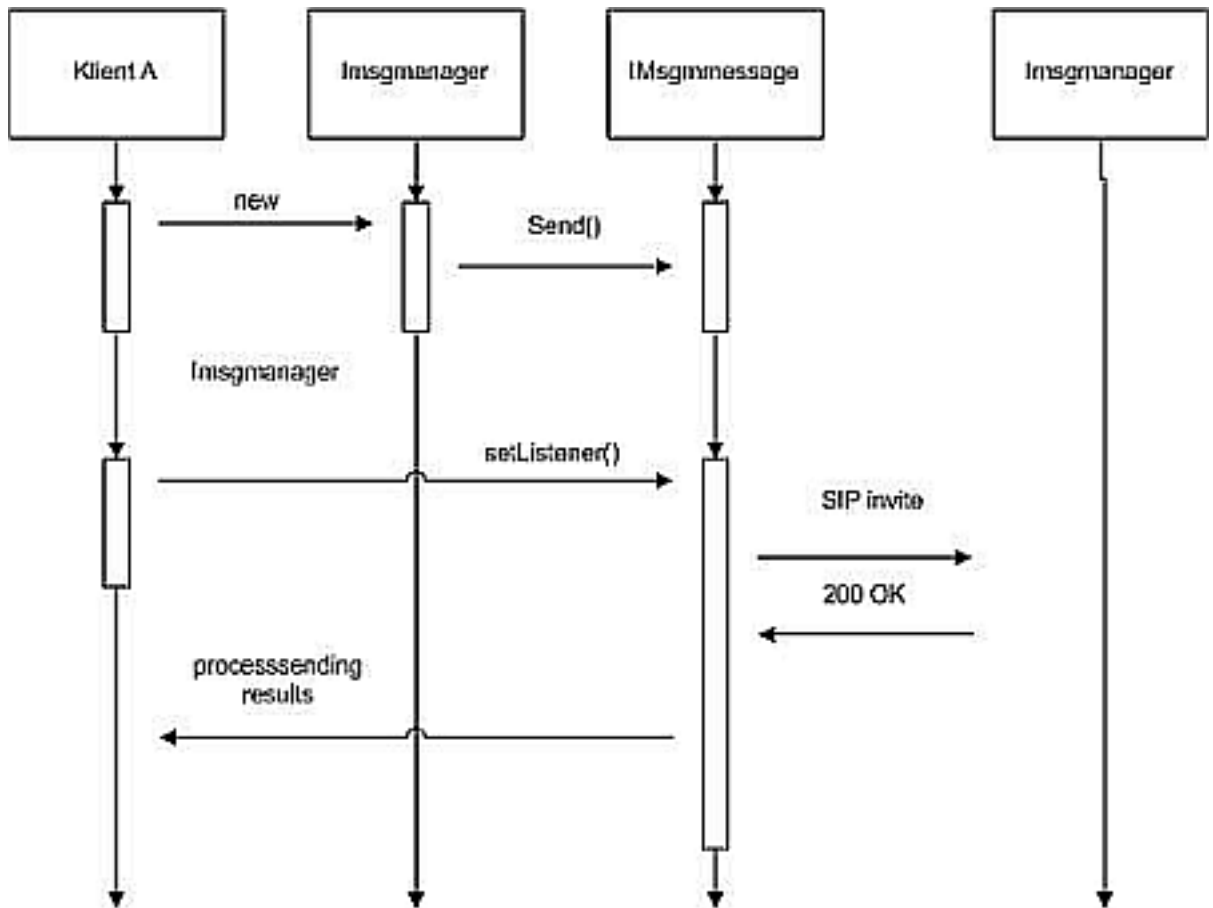 Klient A
Imsgmanager
IMsgmmessage
Imsgmanager
new
Send()
Imsgmanager
setListener()
SIP invite
200 OK
processsending
results